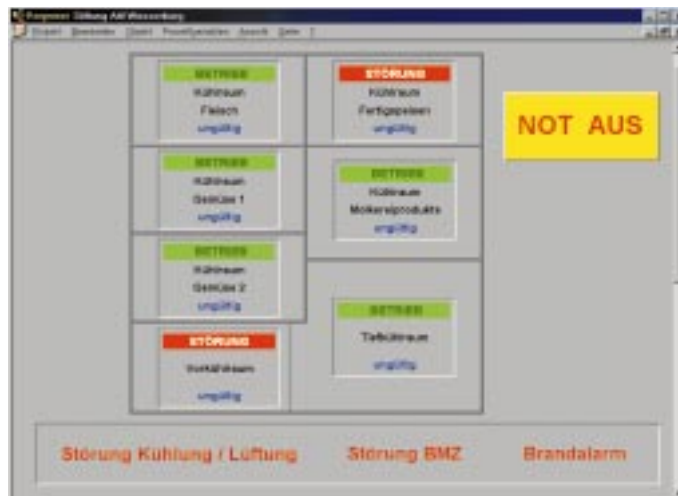 BETRIEB
Kühlraum
Fleisch
ungültig
STÖRUNG
Kühlraum
Fertigspeisen
ungültig
NOT AUS
BETRIEB
Kühlraum
Gemüse 1
ungültig
BETRIEB
Kühlraum
Molkereiprodukte
ungültig
BETRIEB
Kühlraum
Gemüse 2
ungültig
BETRIEB
Tiefkühlraum
ungültig
STÖRUNG
Vorkühlraum
ungültig
Störung Kühlung / Lüftung
Störung BMZ
Brandalarm